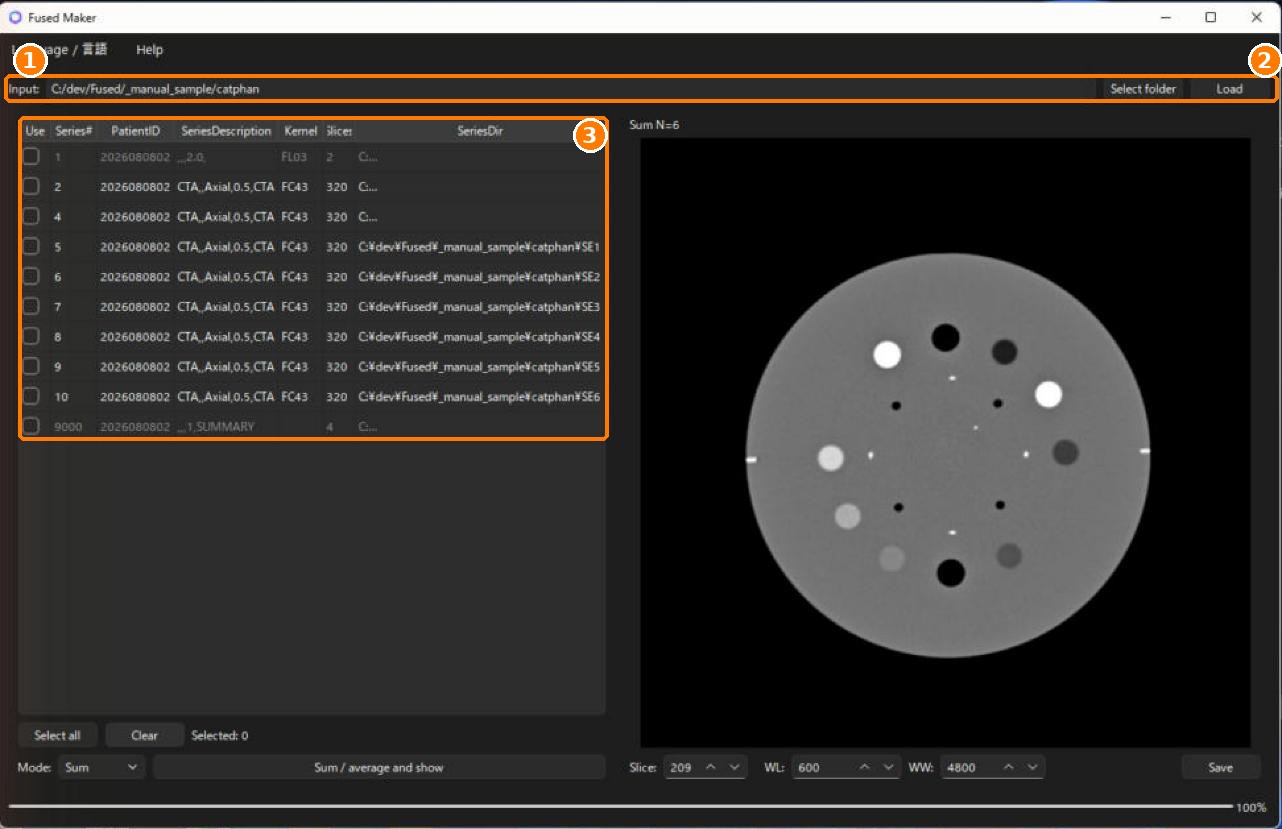 Fused Maker
age / 言語 Help
1
2
Input: C:/dev/Fused/_manual_sample/catphan Select folder Load
Use Series# PatientID SeriesDescription Kernel Slices SeriesDir
3
Sum N=6
1 2026080802 ,,,2.0, FL03 2 C:...
2 2026080802 CTA,,Axial,0.5,CTA FC43 320 C:...
4 2026080802 CTA,,Axial,0.5,CTA FC43 320 C:...
5 2026080802 CTA,,Axial,0.5,CTA FC43 320 C:¥dev¥Fused¥_manual_sample¥catphan¥SE1
6 2026080802 CTA,,Axial,0.5,CTA FC43 320 C:¥dev¥Fused¥_manual_sample¥catphan¥SE2
7 2026080802 CTA,,Axial,0.5,CTA FC43 320 C:¥dev¥Fused¥_manual_sample¥catphan¥SE3
8 2026080802 CTA,,Axial,0.5,CTA FC43 320 C:¥dev¥Fused¥_manual_sample¥catphan¥SE4
9 2026080802 CTA,,Axial,0.5,CTA FC43 320 C:¥dev¥Fused¥_manual_sample¥catphan¥SE5
10 2026080802 CTA,,Axial,0.5,CTA FC43 320 C:¥dev¥Fused¥_manual_sample¥catphan¥SE6
9000 2026080802 ,,,1,SUMMARY 4 C:...
Select all Clear Selected: 0
Mode: Sum Sum / average and show
Slice: 209 WL: 600 WW: 4800 Save
100%